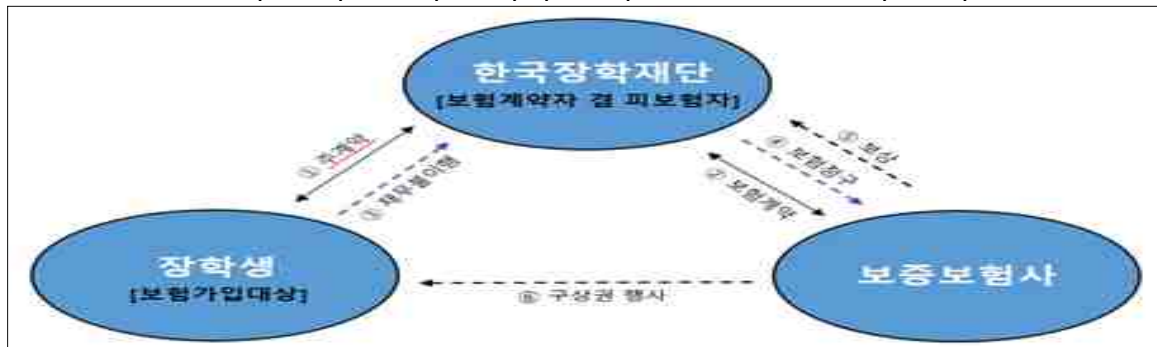 한국장학재단
[보험계약자 겸 피보험자]
① 주계약
③ 채무불이행
② 보험계약
④ 보험청구
⑤ 보상
장학생
[보험가입대상]
⑥ 구상권 행사
보증보험사